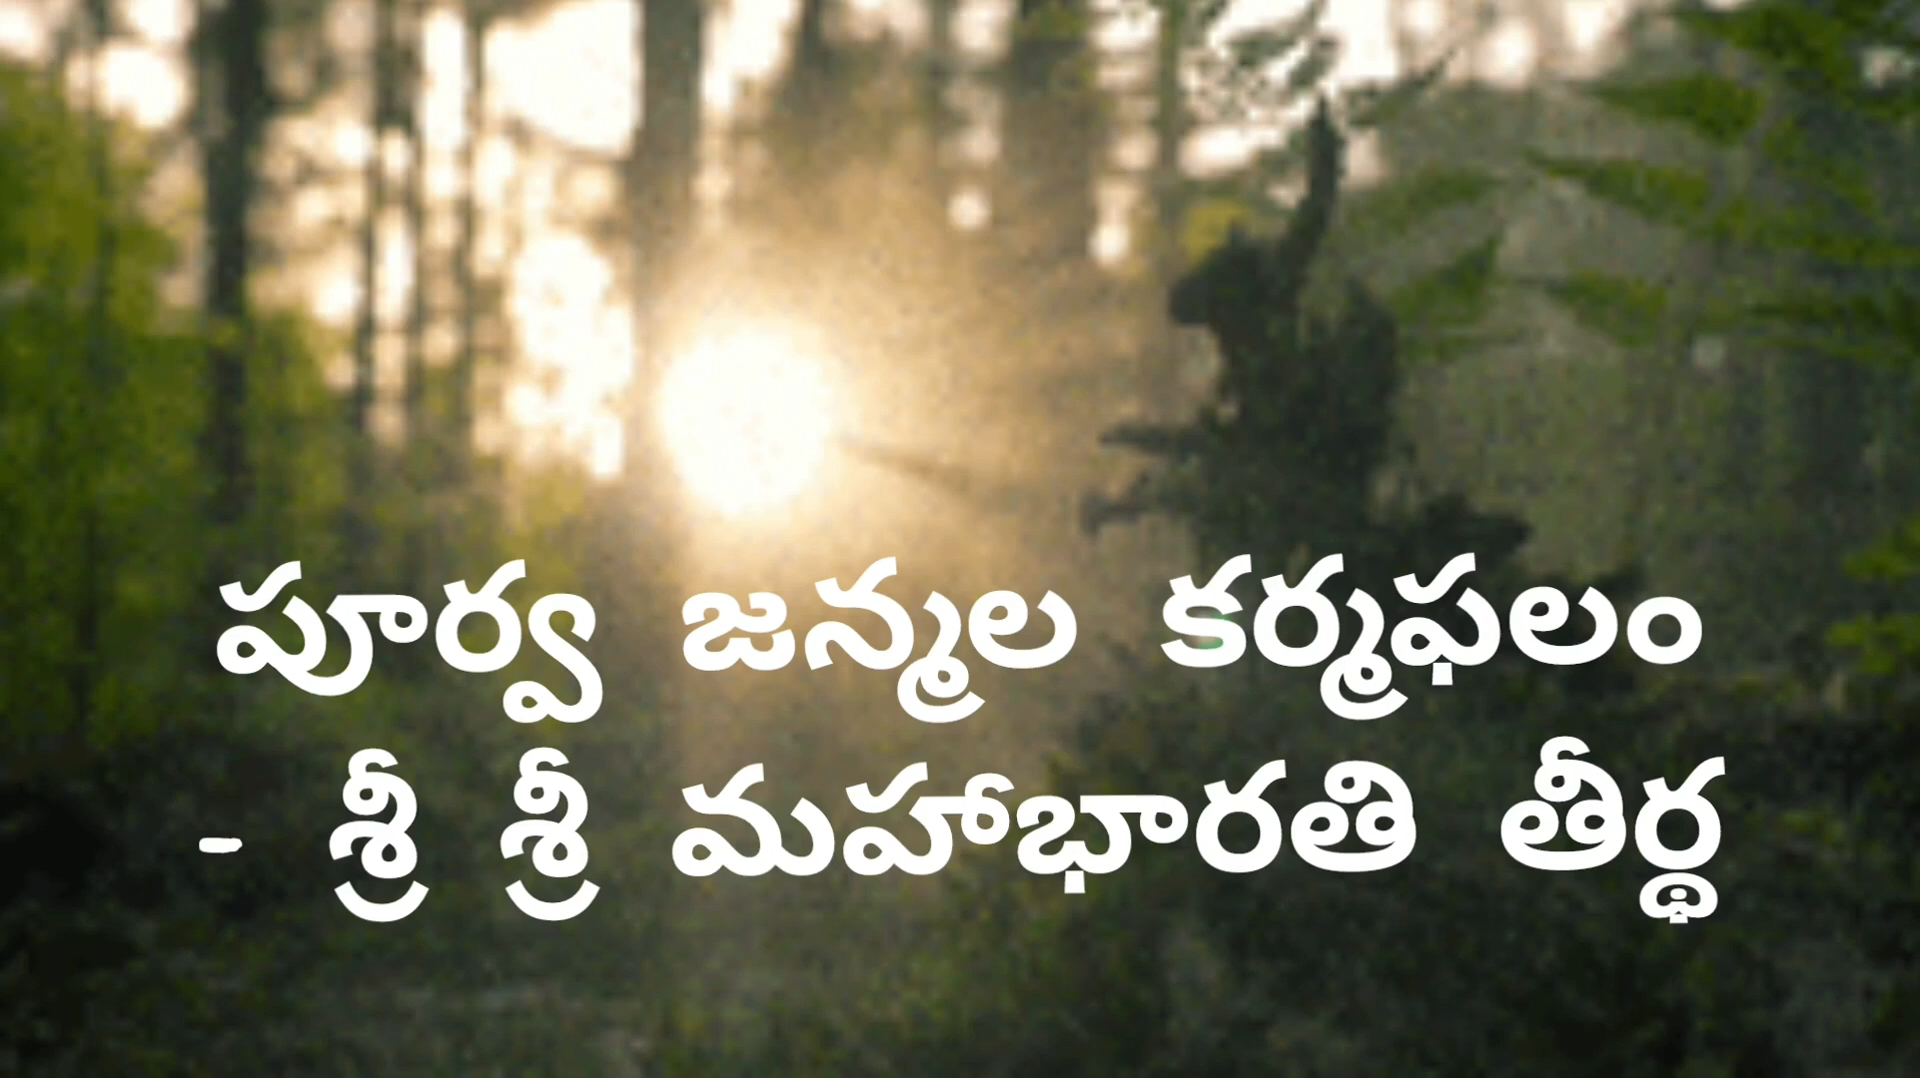 పూర్వ జన్మల కర్మఫలం
- శ్రీ శ్రీ మహాభారతి తీర్థ